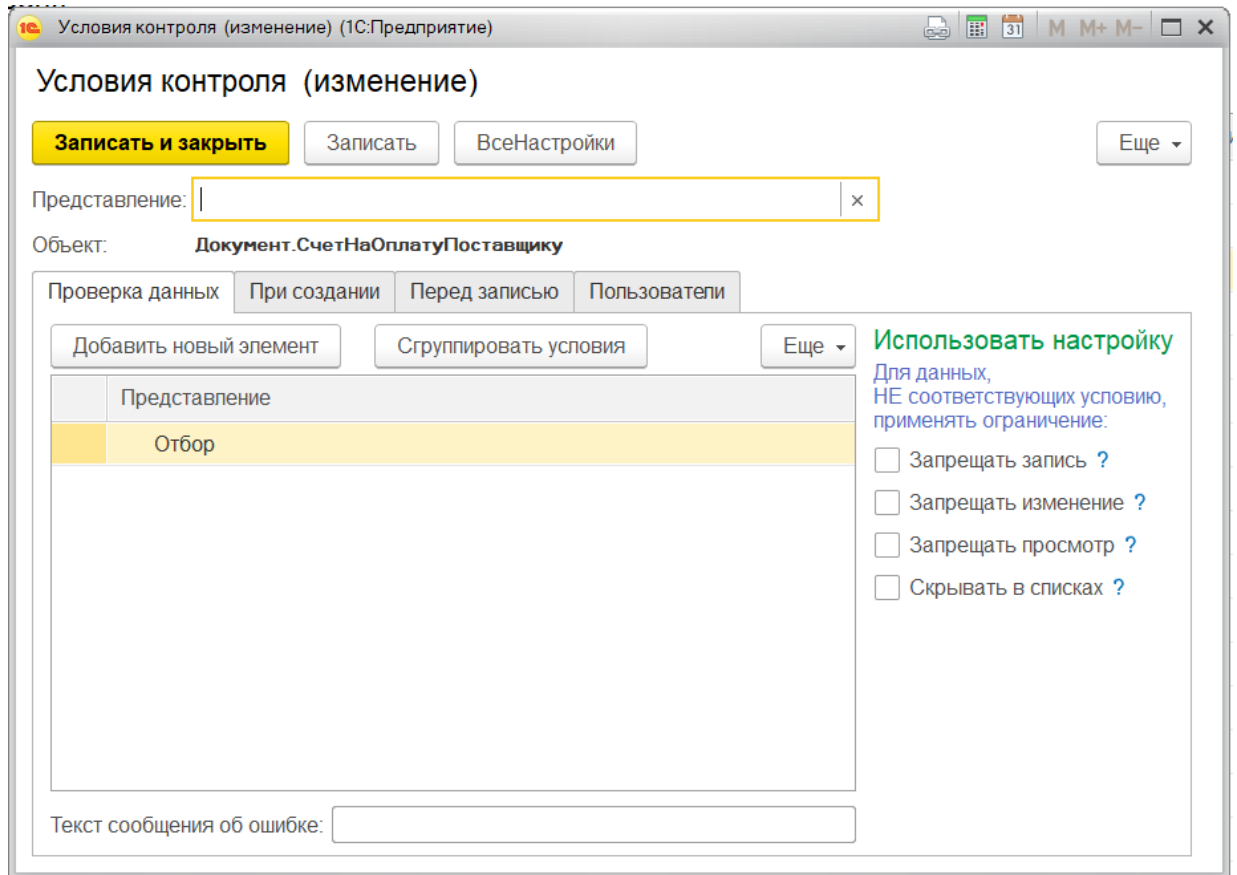 1С Условия контроля (изменение) (1С:Предприятие) 31 M M+ M-
Условия контроля (изменение)
Записать и закрыть Записать ВсеНастройки Еще
Представление:
Объект: Документ.СчетНаОплатуПоставщику
Проверка данных При создании Перед записью Пользователи
Добавить новый элемент Сгруппировать условия Еще
Представление
Отбор
Использовать настройку
Для данных,
НЕ соответствующих условию,
применять ограничение:
Запрещать запись ?
Запрещать изменение ?
Запрещать просмотр ?
Скрывать в списках ?
Текст сообщения об ошибке: